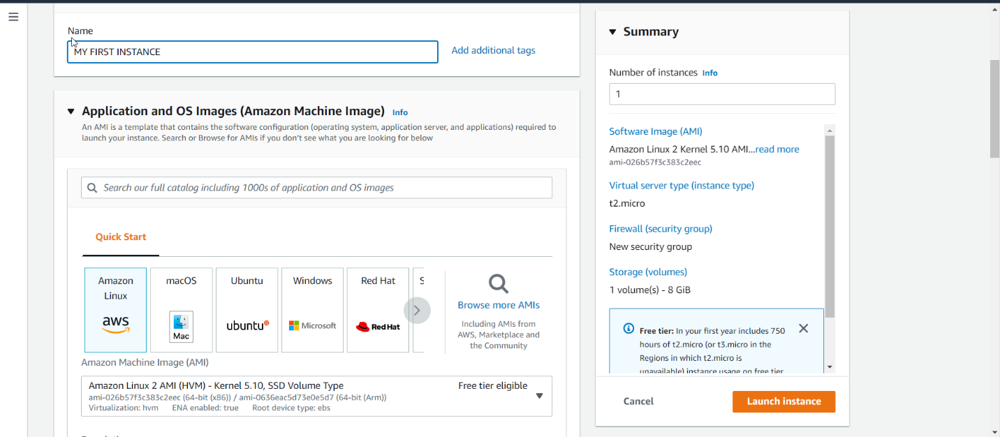 Name
MY FIRST INSTANCE
Add additional tags
Application and OS Images (Amazon Machine Image) Info
An AMI is a template that contains the software configuration (operating system, application server, and applications) required to
launch your instance. Search or Browse for AMIs if you don't see what you are looking for below
Search our full catalog including 1000s of application and OS images
Quick Start
Amazon
Linux
aws
macOS
Mac
Ubuntu
ubuntu
Windows
Microsoft
Red Hat
Red Hat
S
Browse more AMIs
Including AMIs from
AWS, Marketplace and
the Community
Amazon Machine Image (AMI)
Amazon Linux 2 AMI (HVM) - Kernel 5.10, SSD Volume Type
Free tier eligible
ami-026b57f3c383c2eec (64-bit (x86)) / ami-0636eac5d73e0e5d7 (64-bit (Arm))
Virtualization: hvm ENA enabled: true Root device type: ebs
Summary
Number of instances Info
1
Software Image (AMI)
Amazon Linux 2 Kernel 5.10 AMI...read more
ami-026b57f3c383c2eec
Virtual server type (instance type)
t2.micro
Firewall (security group)
New security group
Storage (volumes)
1 volume(s) - 8 GiB
Free tier: In your first year includes 750
hours of t2.micro (or t3.micro in the
Regions in which t2.micro is
unavailable) instance usage on free tier
Cancel
Launch instance